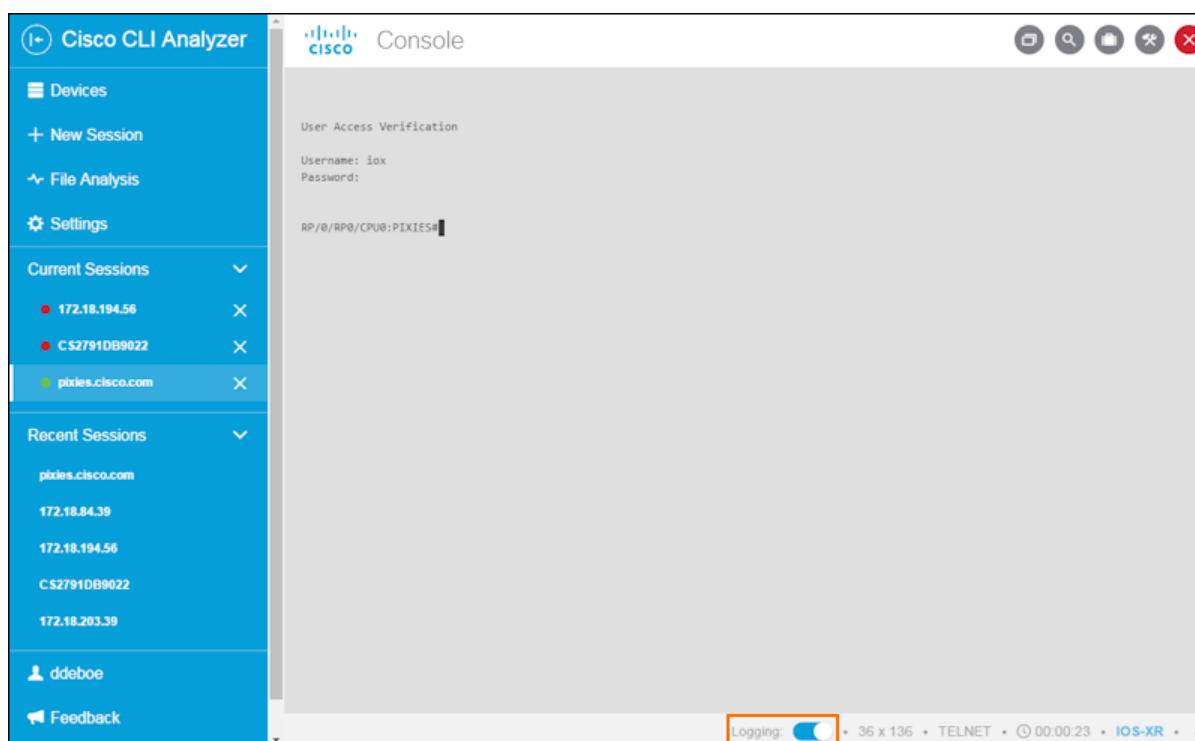 Cisco CLI Analyzer
Devices
New Session
File Analysis
Settings
Current Sessions
172.18.194.56
CS2791DB9022
pixies.cisco.com
Recent Sessions
pixies.cisco.com
172.18.84.39
172.18.194.56
CS2791DB9022
172.18.203.39
ddeboe
Feedback
CISCO Console
User Access Verification
Username: iox
Password:
RP/0/RP0/CPU0:PIXIES#
Logging: • 36 x 136 • TELNET • 00:00:23 • IOS-XR •